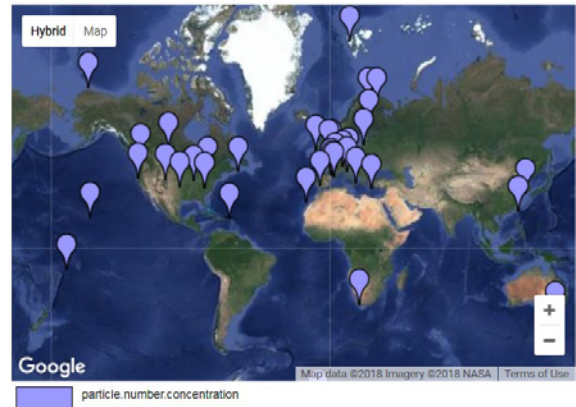 Hybrid Map
+
−
Google
Map data ©2018 Imagery ©2018 NASA Terms of Use
particle.number.concentration